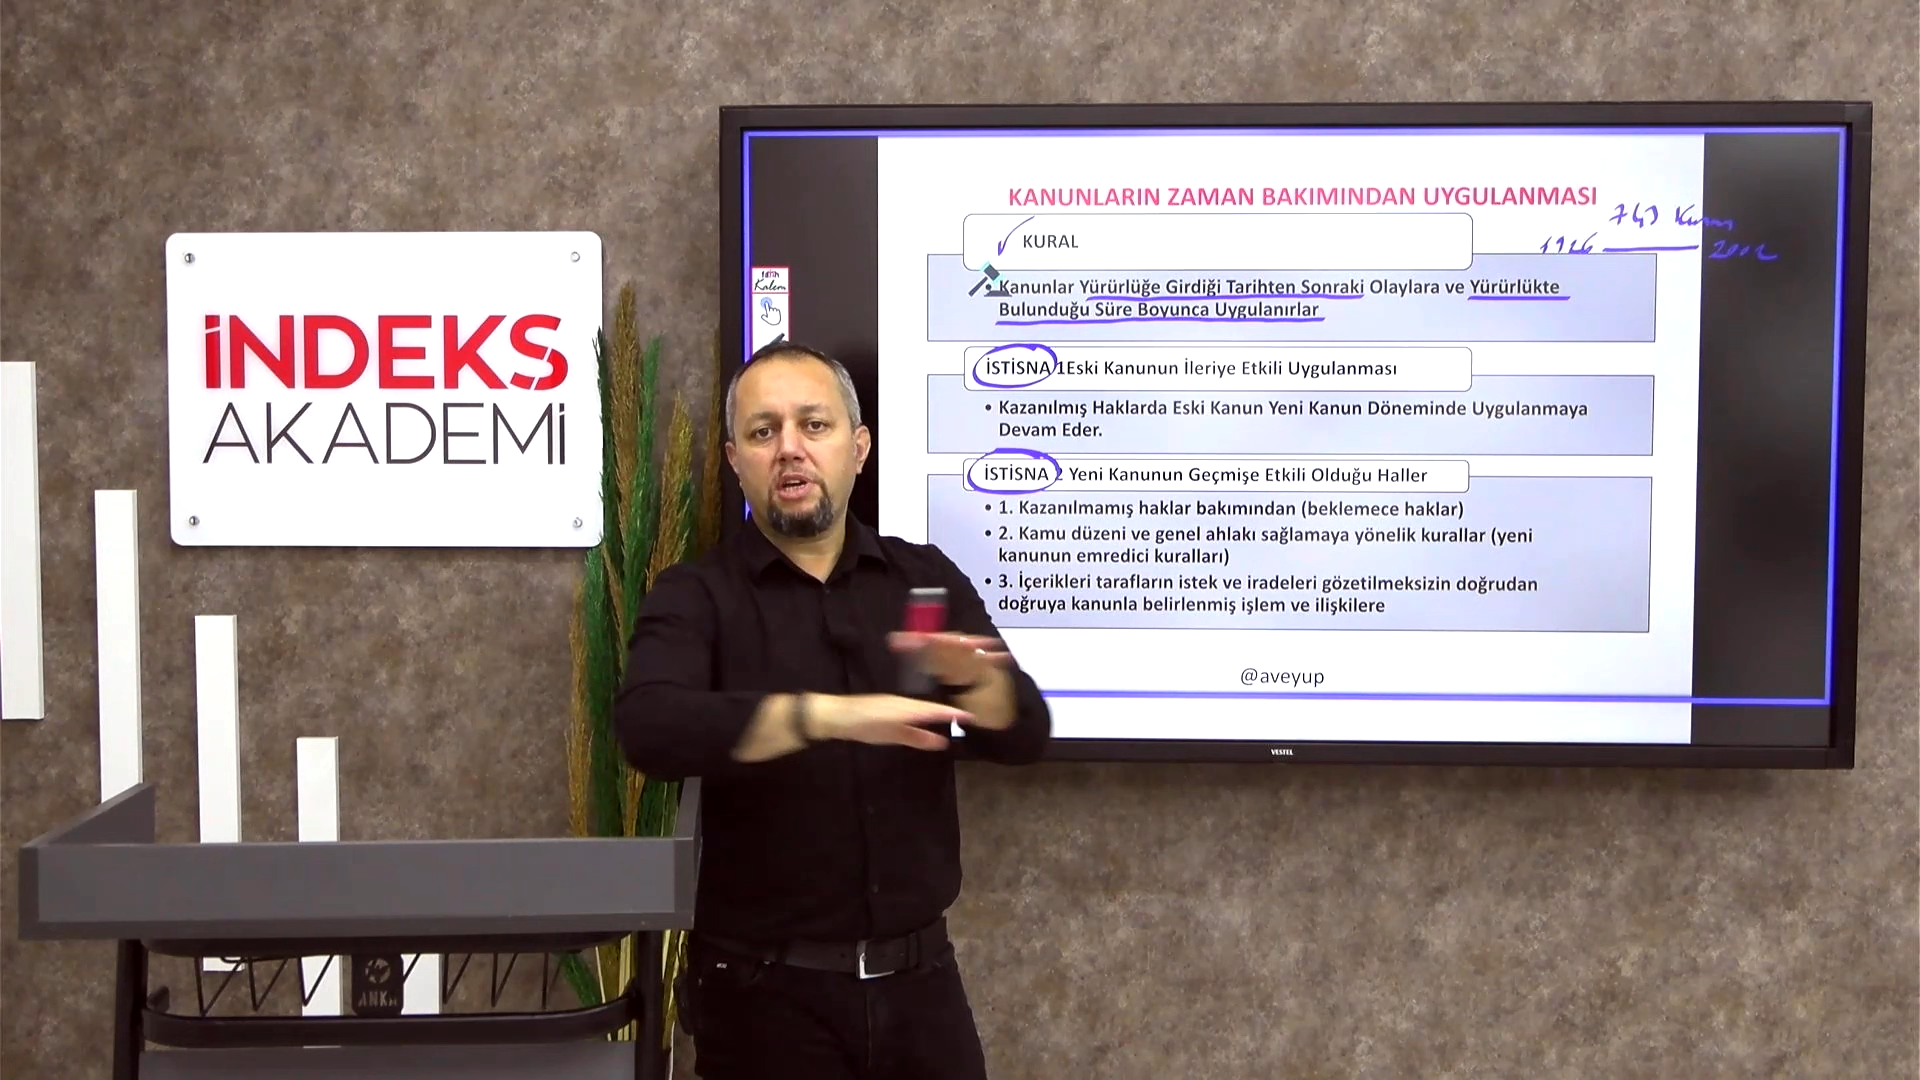 İNDEKS
AKADEMİ
KANUNLARIN ZAMAN BAKIMINDAN UYGULANMASI
743
1926
2002
KURAL
• Kanunlar Yürürlüğe Girdiği Tarihten Sonraki Olaylara ve Yürürlükte
Bulunduğu Süre Boyunca Uygulanırlar
Kalem
İSTİSNA 1Eski Kanunun İleriye Etkili Uygulanması
• Kazanılmış Haklarda Eski Kanun Yeni Kanun Döneminde Uygulanmaya
Devam Eder.
İSTİSNA 2 Yeni Kanunun Geçmişe Etkili Olduğu Haller
• 1. Kazanılmamış haklar bakımından (beklemece haklar)
• 2. Kamu düzeni ve genel ahlakı sağlamaya yönelik kurallar (yeni
kanunun emredici kuralları)
• 3. İçerikleri tarafların istek ve iradeleri gözetilmeksizin doğrudan
doğruya kanunla belirlenmiş işlem ve ilişkilere
@aveyup
VESTEL